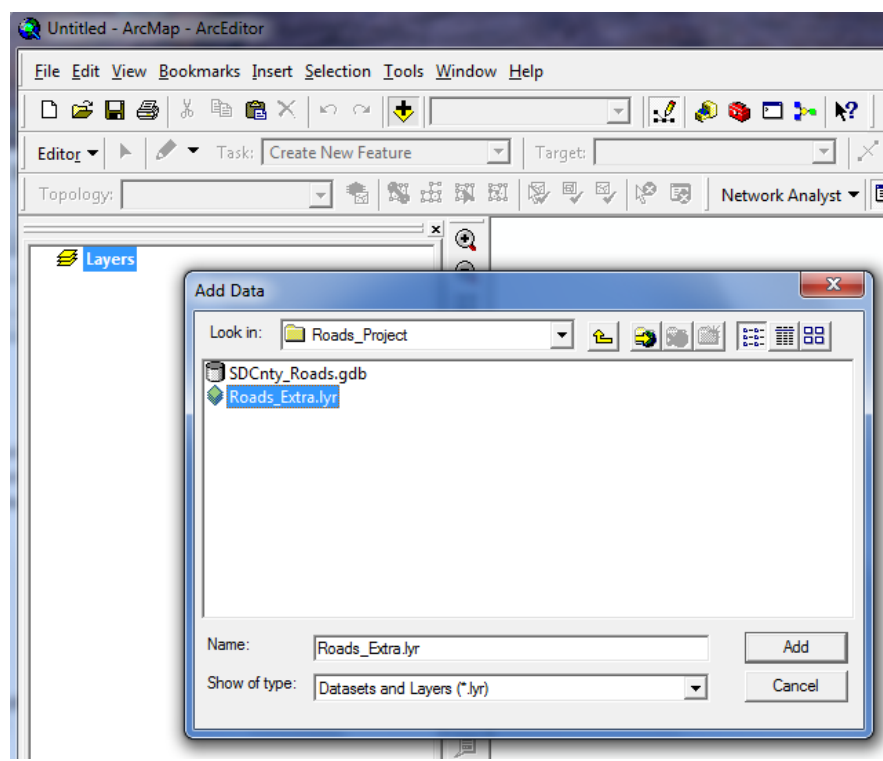 Untitled - ArcMap - ArcEditor
File Edit View Bookmarks Insert Selection Tools Window Help
Editor Task: Create New Feature Target:
Topology: Network Analyst
Layers
Add Data
Look in: Roads_Project
SDCnty_Roads.gdb
Roads_Extra.lyr
Name: Roads_Extra.lyr Add
Show of type: Datasets and Layers (*.lyr) Cancel